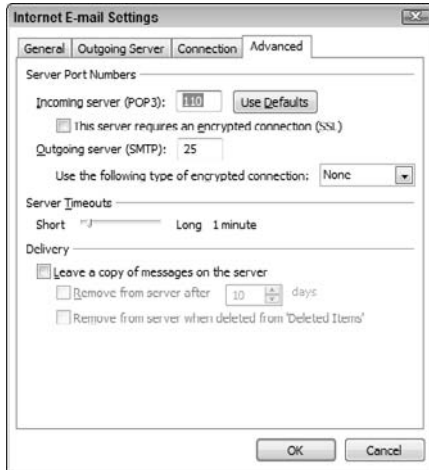 Internet E-mail Settings
General Outgoing Server Connection Advanced
Server Port Numbers
Incoming server (POP3): 110 Use Defaults
This server requires an encrypted connection (SSL)
Outgoing server (SMTP): 25
Use the following type of encrypted connection: None
Server Timeouts
Short Long 1 minute
Delivery
Leave a copy of messages on the server
Remove from server after 10 days
Remove from server when deleted from 'Deleted Items'
OK Cancel